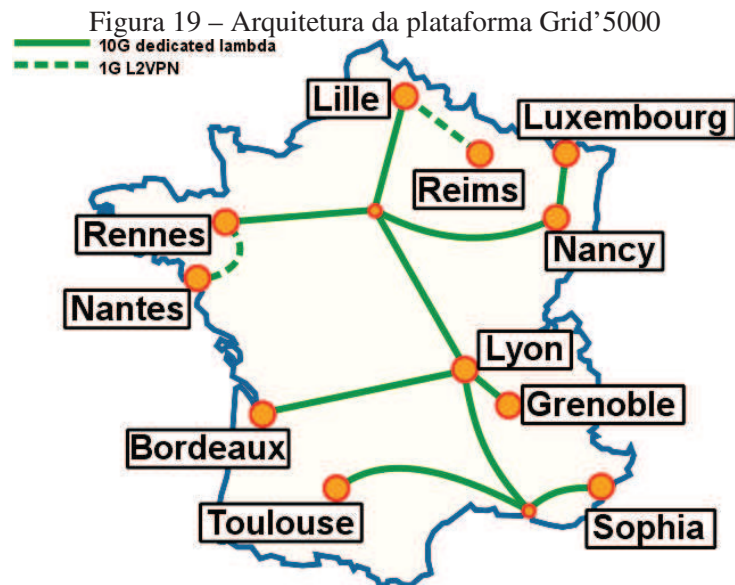 Figura 19 – Arquitetura da plataforma Grid’5000
10G dedicated lambda
1G L2VPN
Lille
Luxembourg
Reims
Rennes
Nancy
Nantes
Lyon
Grenoble
Bordeaux
Toulouse
Sophia